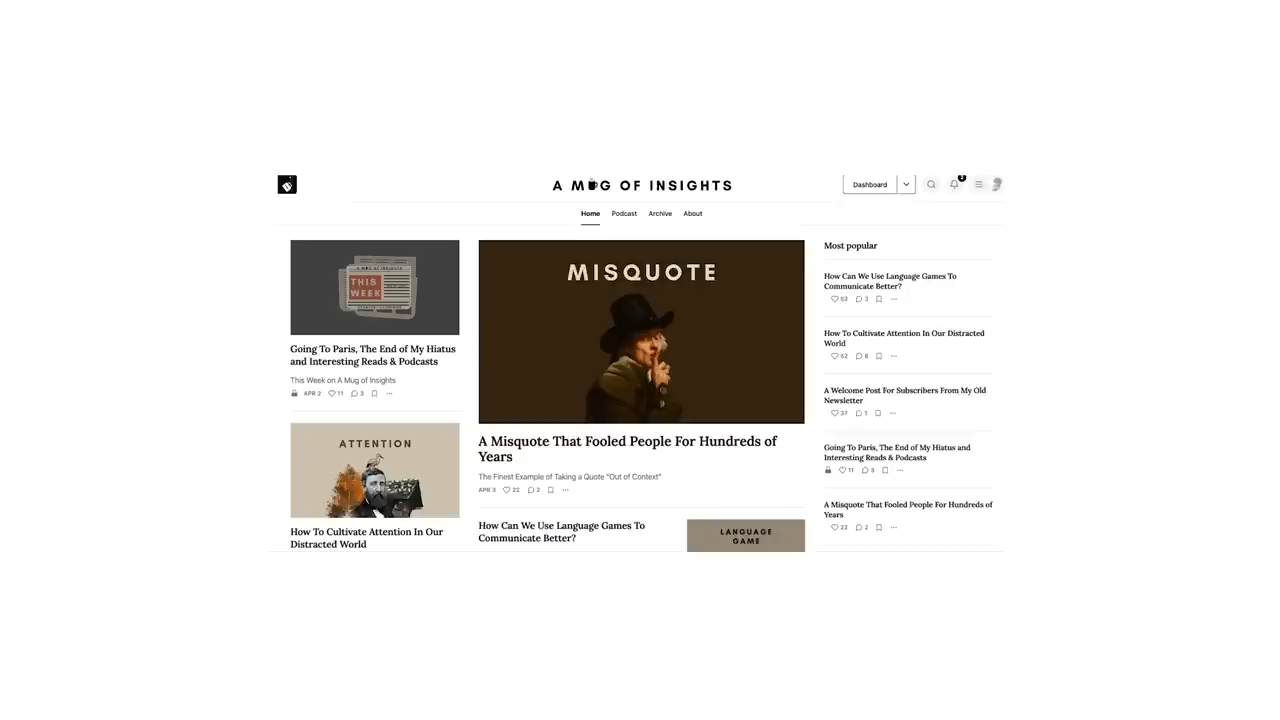 A MUG OF INSIGHTS
Dashboard
Home Podcast Archive About
THIS
WEEK
Going To Paris, The End of My Hiatus
and Interesting Reads & Podcasts
This Week on A Mug of Insights
APR 2 11 3
ATTENTION
How To Cultivate Attention In Our
Distracted World
MISQUOTE
A Misquote That Fooled People For Hundreds of
Years
The Finest Example of Taking a Quote "Out of Context"
APR 3 22 2
How Can We Use Language Games To
Communicate Better?
LANGUAGE
GAME
Most popular
How Can We Use Language Games To
Communicate Better?
52 3
How To Cultivate Attention In Our Distracted
World
52 6
A Welcome Post For Subscribers From My Old
Newsletter
37 1
Going To Paris, The End of My Hiatus and
Interesting Reads & Podcasts
11 3
A Misquote That Fooled People For Hundreds of
Years
22 2